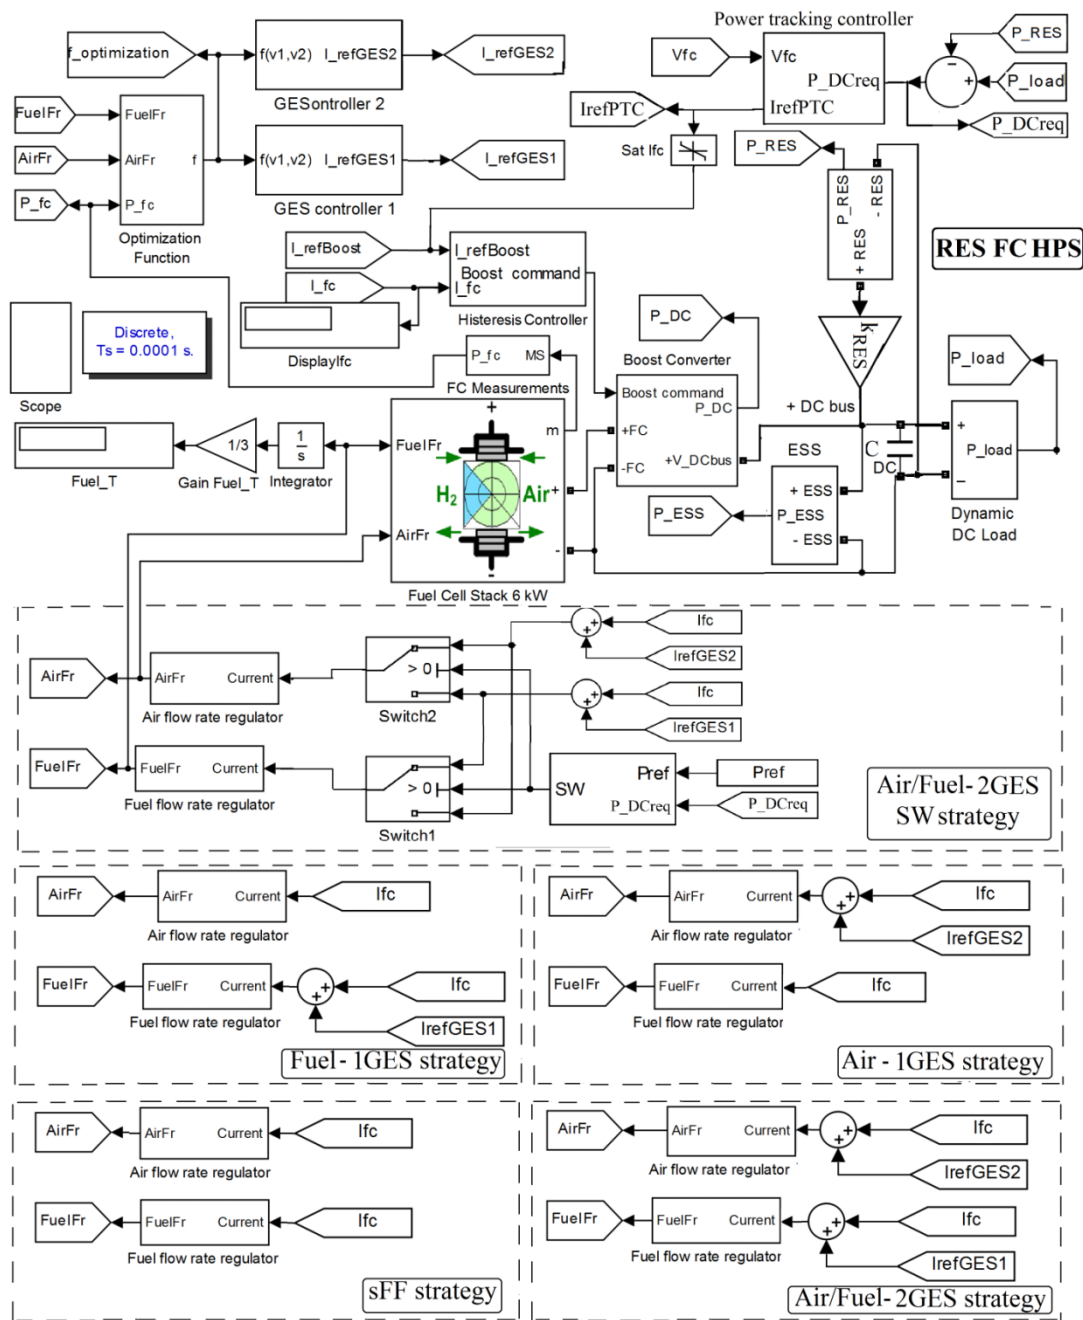 Power tracking controller
f_optimization
f(v1,v2) I_refGES2
I_refGES2
GESontroller 2
Vfc
Vfc
P_DCreq
IrefPTC
IrefPTC
P_RES
−
+
P_load
P_DCreq
FuelFr
AirFr
P_fc
FuelFr
AirFr
f
P_fc
Optimization
Function
f(v1,v2) I_refGES1
I_refGES1
GES controller 1
Sat Ifc
P_RES
P_RES
- RES
+ RES
RES FC HPS
I_refBoost
I_fc
I_refBoost
Boost command
I_fc
Histeresis Controller
DisplayIfc
Scope
Discrete,
Ts = 0.0001 s.
P_fc MS
FC Measurements
P_DC
Boost Converter
Boost command
P_DC
+FC
-FC
+V_DCbus
K RES
+ DC bus
P_load
C
DC
+
P_load
−
Dynamic
DC Load
ESS
+ ESS
P_ESS
- ESS
P_ESS
Fuel_T
1/3
Gain Fuel_T
1
s
Integrator
FuelFr
AirFr
+
m
H2 Air
+
-
-
Fuel Cell Stack 6 kW
AirFr
AirFr Current
Air flow rate regulator
> 0
Switch2
+
+
Ifc
IrefGES2
+
+
Ifc
IrefGES1
FuelFr
FuelFr Current
Fuel flow rate regulator
> 0
Switch1
SW
Pref
P_DCreq
Pref
P_DCreq
Air/Fuel-2GES
SW strategy
AirFr
AirFr Current
Air flow rate regulator
Ifc
FuelFr
FuelFr Current
Fuel flow rate regulator
+
+
Ifc
IrefGES1
Fuel- 1GES strategy
AirFr
AirFr Current
Air flow rate regulator
+
+
Ifc
IrefGES2
FuelFr
FuelFr Current
Fuel flow rate regulator
Ifc
Air - 1GES strategy
AirFr
AirFr Current
Air flow rate regulator
Ifc
FuelFr
FuelFr Current
Fuel flow rate regulator
Ifc
sFF strategy
AirFr
AirFr Current
Air flow rate regulator
+
+
Ifc
IrefGES2
FuelFr
FuelFr Current
Fuel flow rate regulator
+
+
Ifc
IrefGES1
Air/Fuel- 2GES strategy